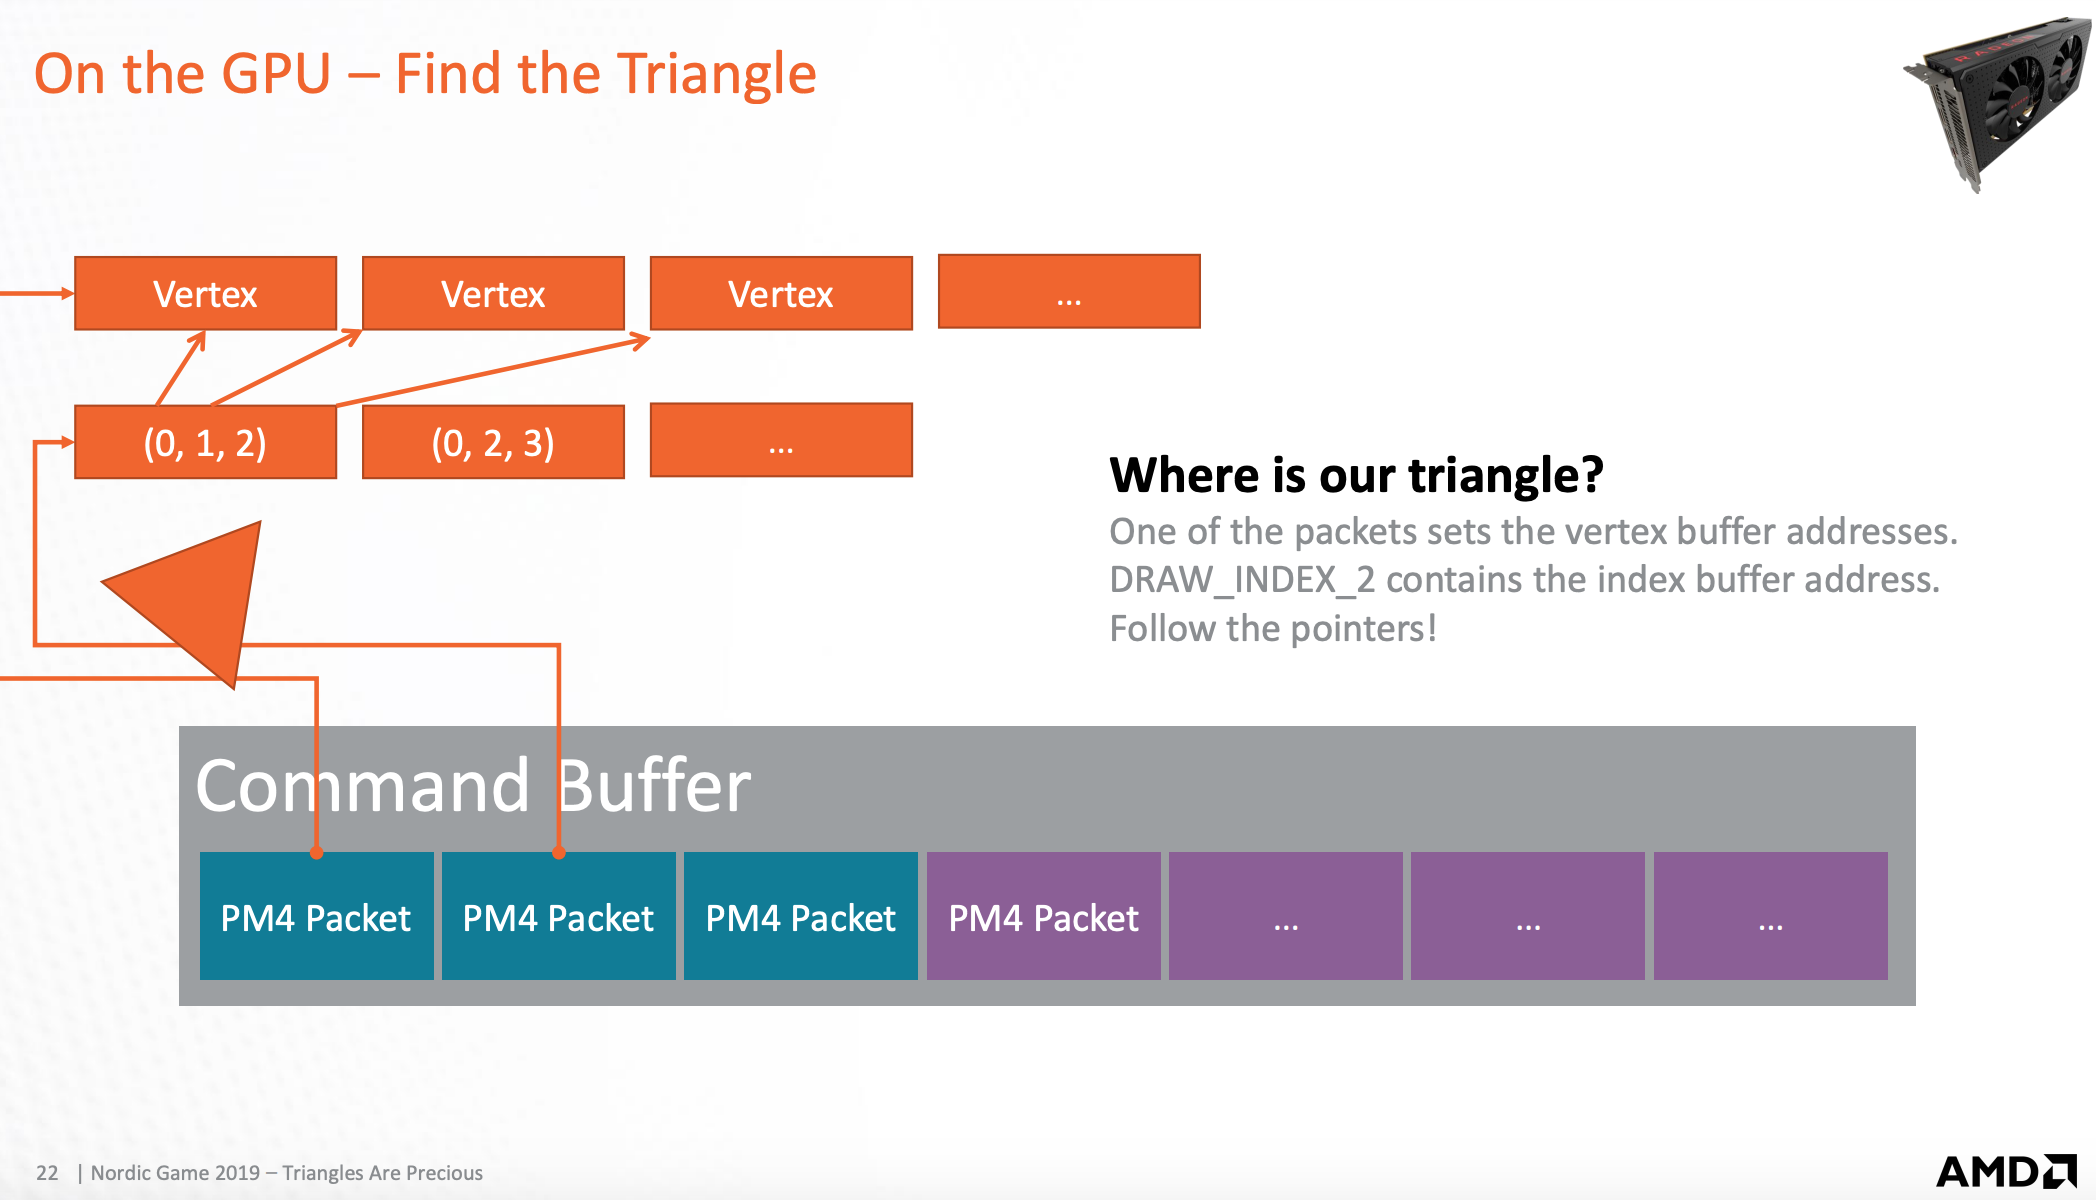 On the GPU – Find the Triangle
RADEON
Vertex
Vertex
Vertex
...
(0, 1, 2)
(0, 2, 3)
...
Where is our triangle?
One of the packets sets the vertex buffer addresses.
DRAW_INDEX_2 contains the index buffer address.
Follow the pointers!
Command Buffer
PM4 Packet
PM4 Packet
PM4 Packet
PM4 Packet
...
...
...
22 | Nordic Game 2019 – Triangles Are Precious
AMD